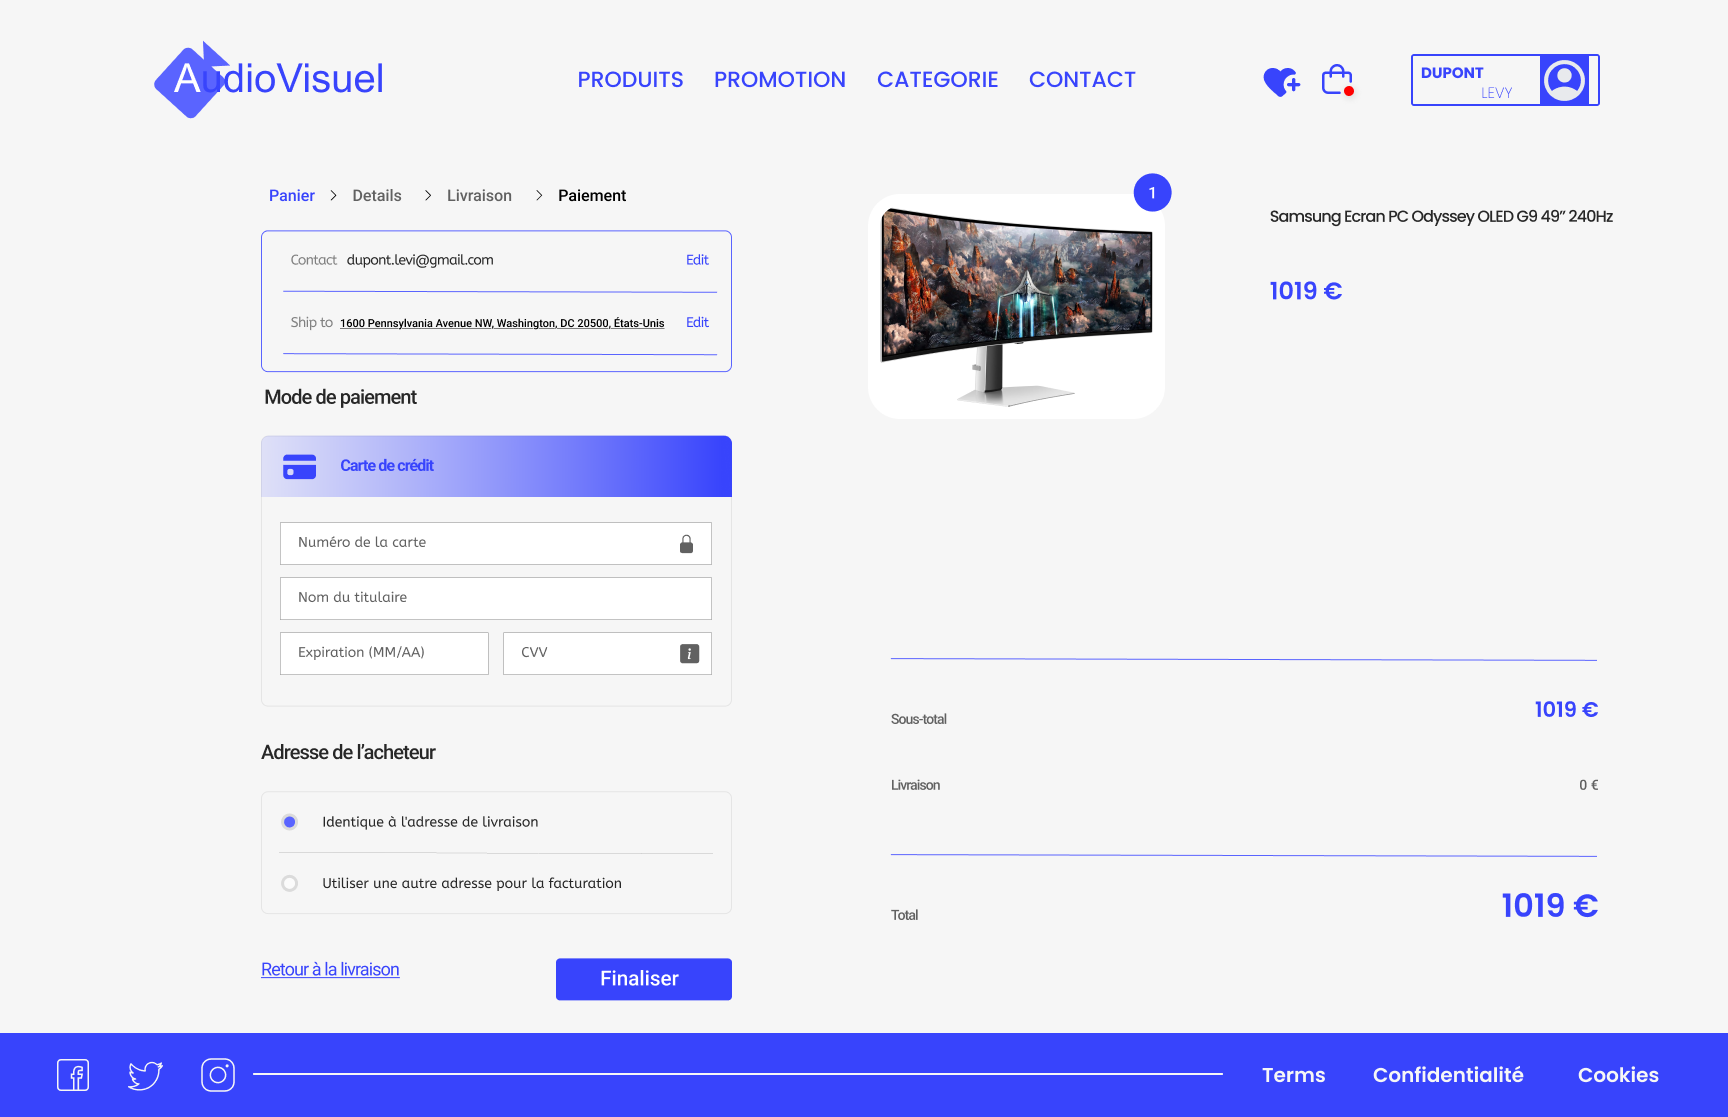 AudioVisuel
PRODUITS PROMOTION CATEGORIE CONTACT
DUPONT
LEVY
Panier > Details > Livraison > Paiement
Contact dupont.levi@gmail.com Edit
Ship to 1600 Pennsylvania Avenue NW, Washington, DC 20500, États-Unis Edit
Mode de paiement
Carte de crédit
Numéro de la carte
Nom du titulaire
Expiration (MM/AA) CVV
Adresse de l’acheteur
Identique à l'adresse de livraison
Utiliser une autre adresse pour la facturation
Retour à la livraison
Finaliser
1
Samsung Ecran PC Odyssey OLED G9 49” 240Hz
1019 €
Sous-total 1019 €
Livraison 0 €
Total 1019 €
Terms Confidentialité Cookies